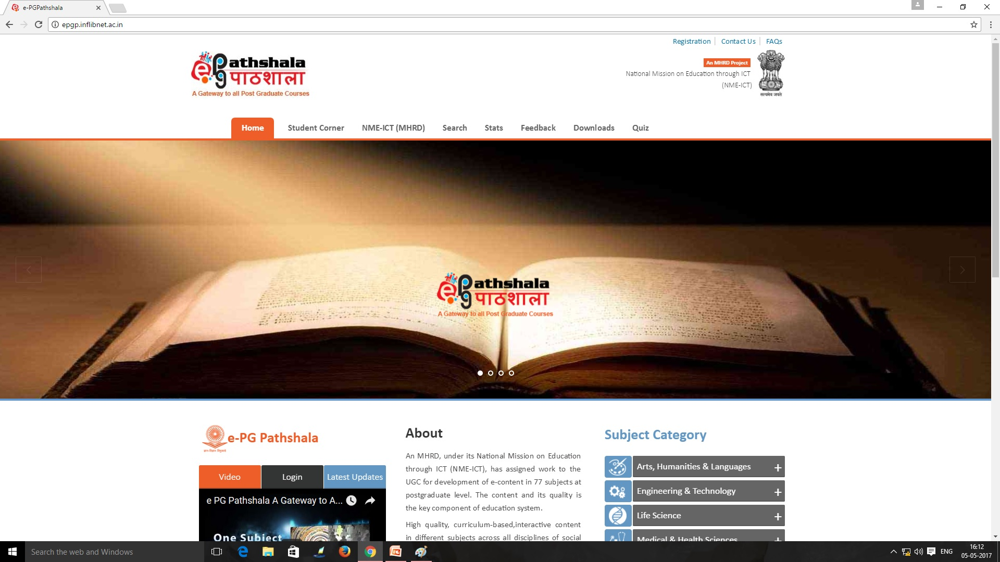 e-PGPathshala
epgp.inflibnet.ac.in
Registration
Contact Us
FAQs
ePG Pathshala
पाठशाला
A Gateway to all Post Graduate Courses
An MHRD Project
National Mission on Education through ICT
(NME-ICT)
सत्यमेव जयते
Home
Student Corner
NME-ICT (MHRD)
Search
Stats
Feedback
Downloads
Quiz
ePG Pathshala
पाठशाला
A Gateway to all Post Graduate Courses
e-PG Pathshala
Video
Login
Latest Updates
e PG Pathshala A Gateway to A...
One Subject
About
An MHRD, under its National Mission on Education
through ICT (NME-ICT), has assigned work to the
UGC for development of e-content in 77 subjects at
postgraduate level. The content and its quality is
the key component of education system.
High quality, curriculum-based,interactive content
in different subjects across all disciplines of social
Subject Category
Arts, Humanities & Languages
Engineering & Technology
Life Science
Medical & Health Sciences
Search the web and Windows
ENG
16:12
05-05-2017